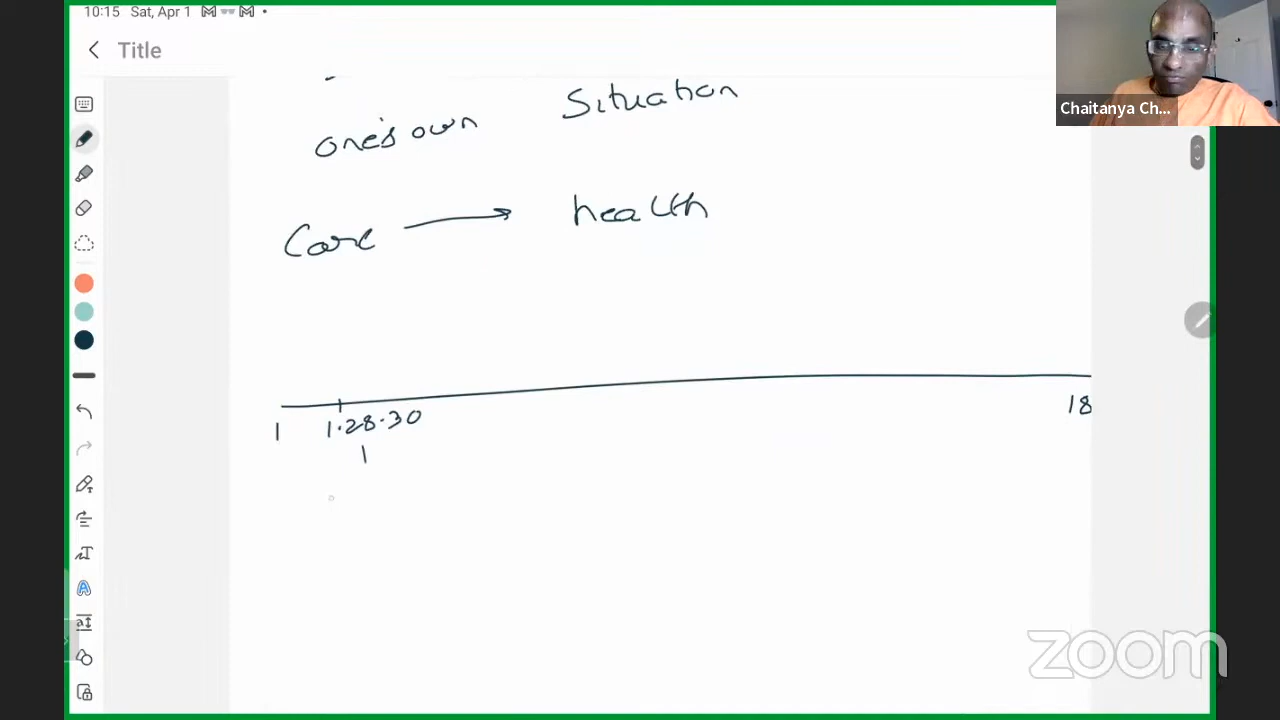 10:15 Sat, Apr 1
Title
Chaitanya Ch...
Situation
one's own
Care → health
1 1.28.30 18
1
zoom